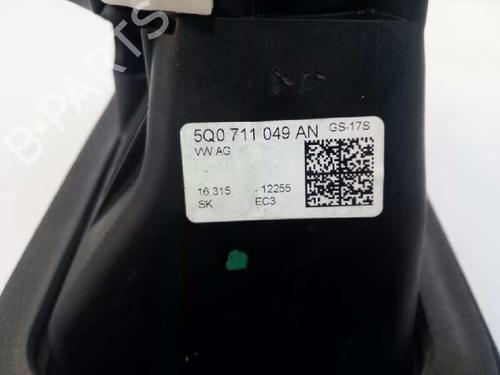 B-PARTS
5Q0 711 049 AN GS-17S
VW AG
16.315 - 12255
SK EC3